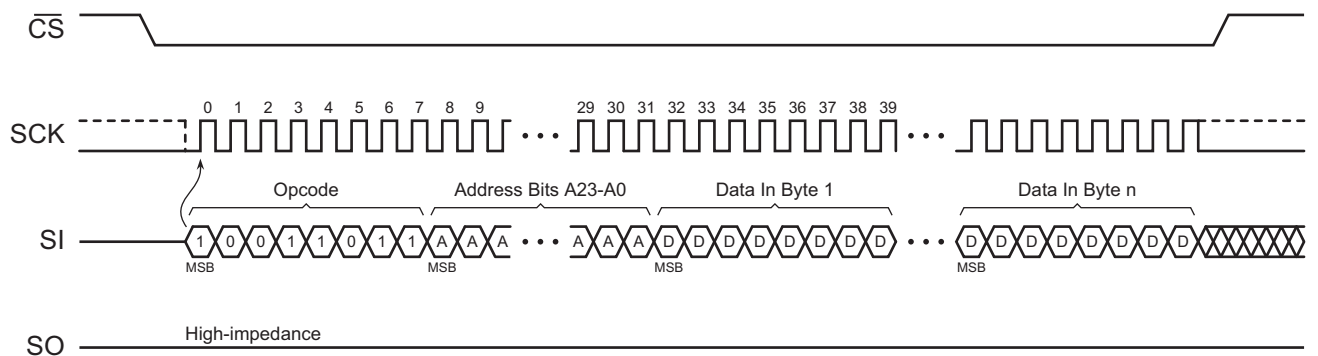 CS
0 1 2 3 4 5 6 7 8 9 29 30 31 32 33 34 35 36 37 38 39
SCK
Opcode Address Bits A23-A0 Data In Byte 1 Data In Byte n
SI 1 0 0 1 1 0 1 1 A A A A A A D D D D D D D D D D D D D D D D
MSB MSB MSB MSB
High-impedance
SO